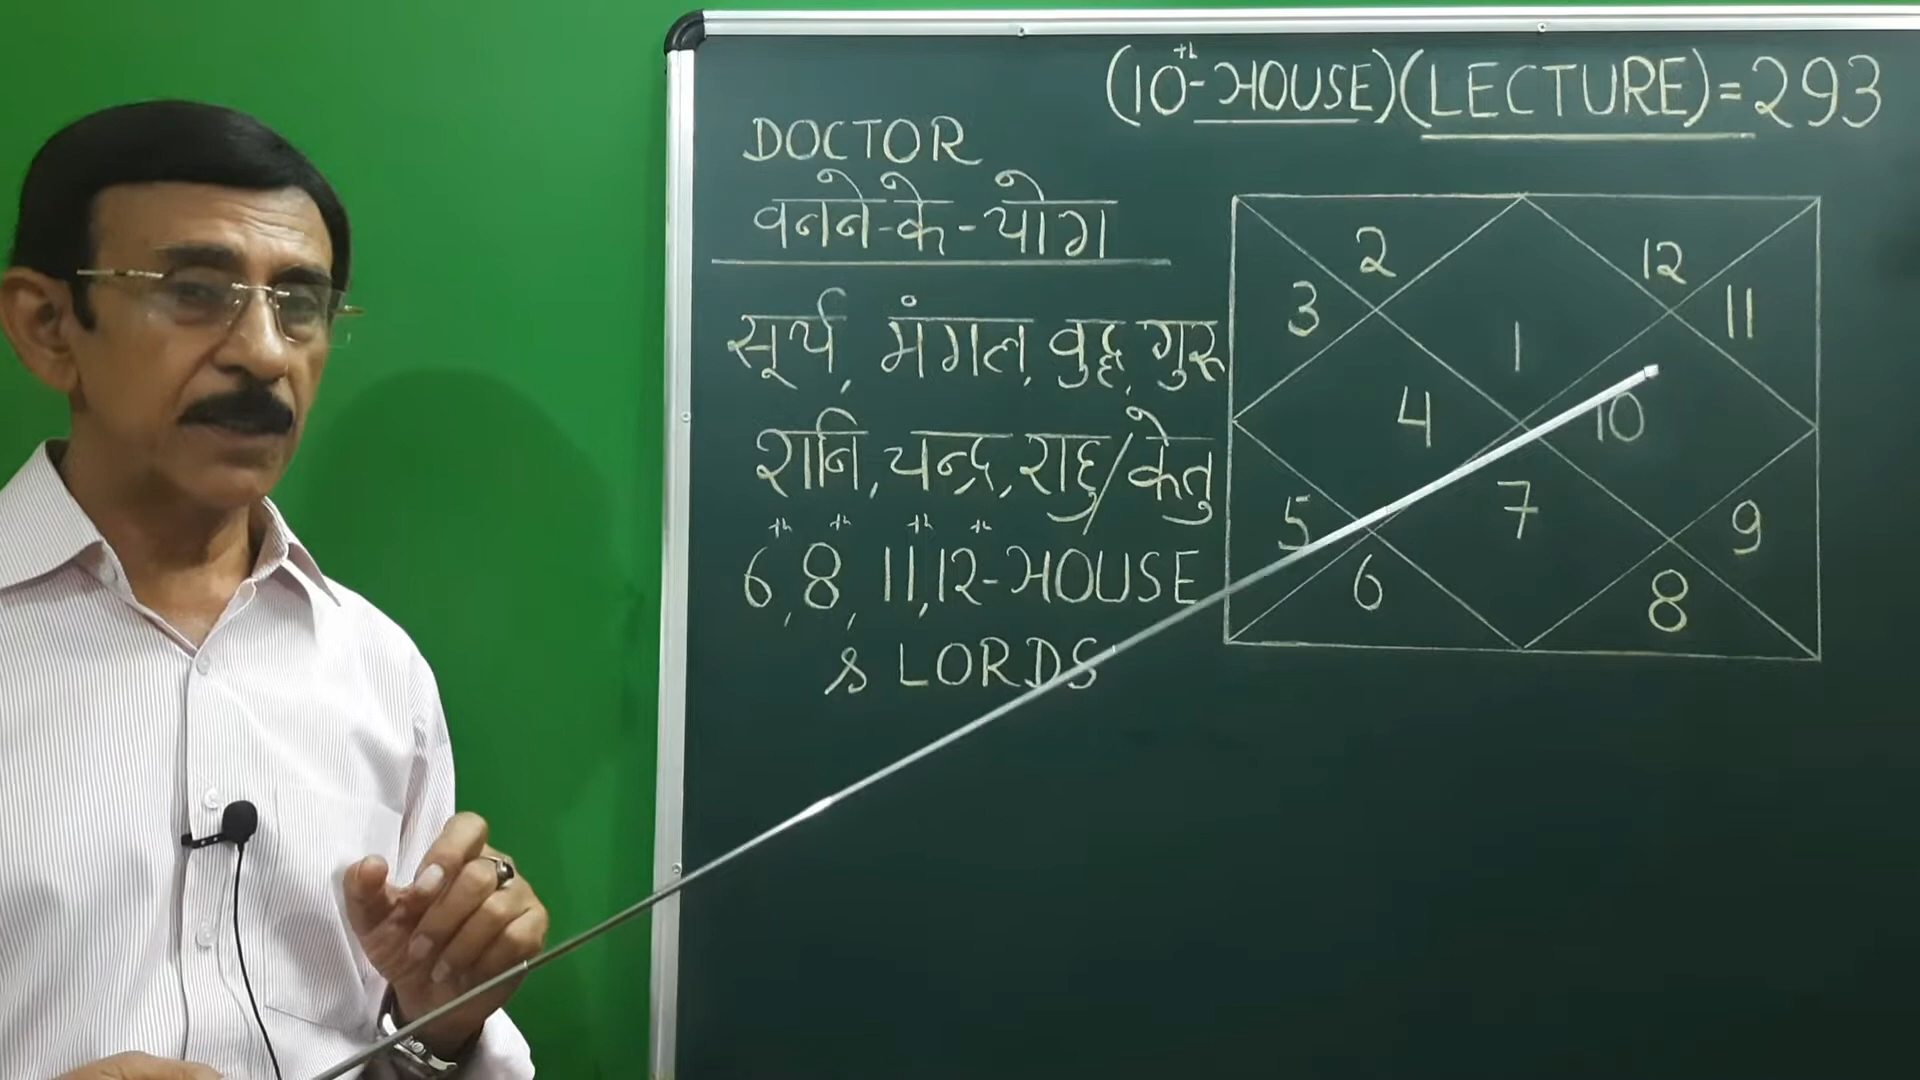 (10th-HOUSE)(LECTURE)=293
DOCTOR
वनने-के-योग
सूर्य, मंगल, वुद्ध, गुरू
शनि, चन्द्र, राहु/केतु
6th, 8th, 11th, 12th-HOUSE
& LORDS
2 12
3 11
1
4 10
5 7 9
6 8